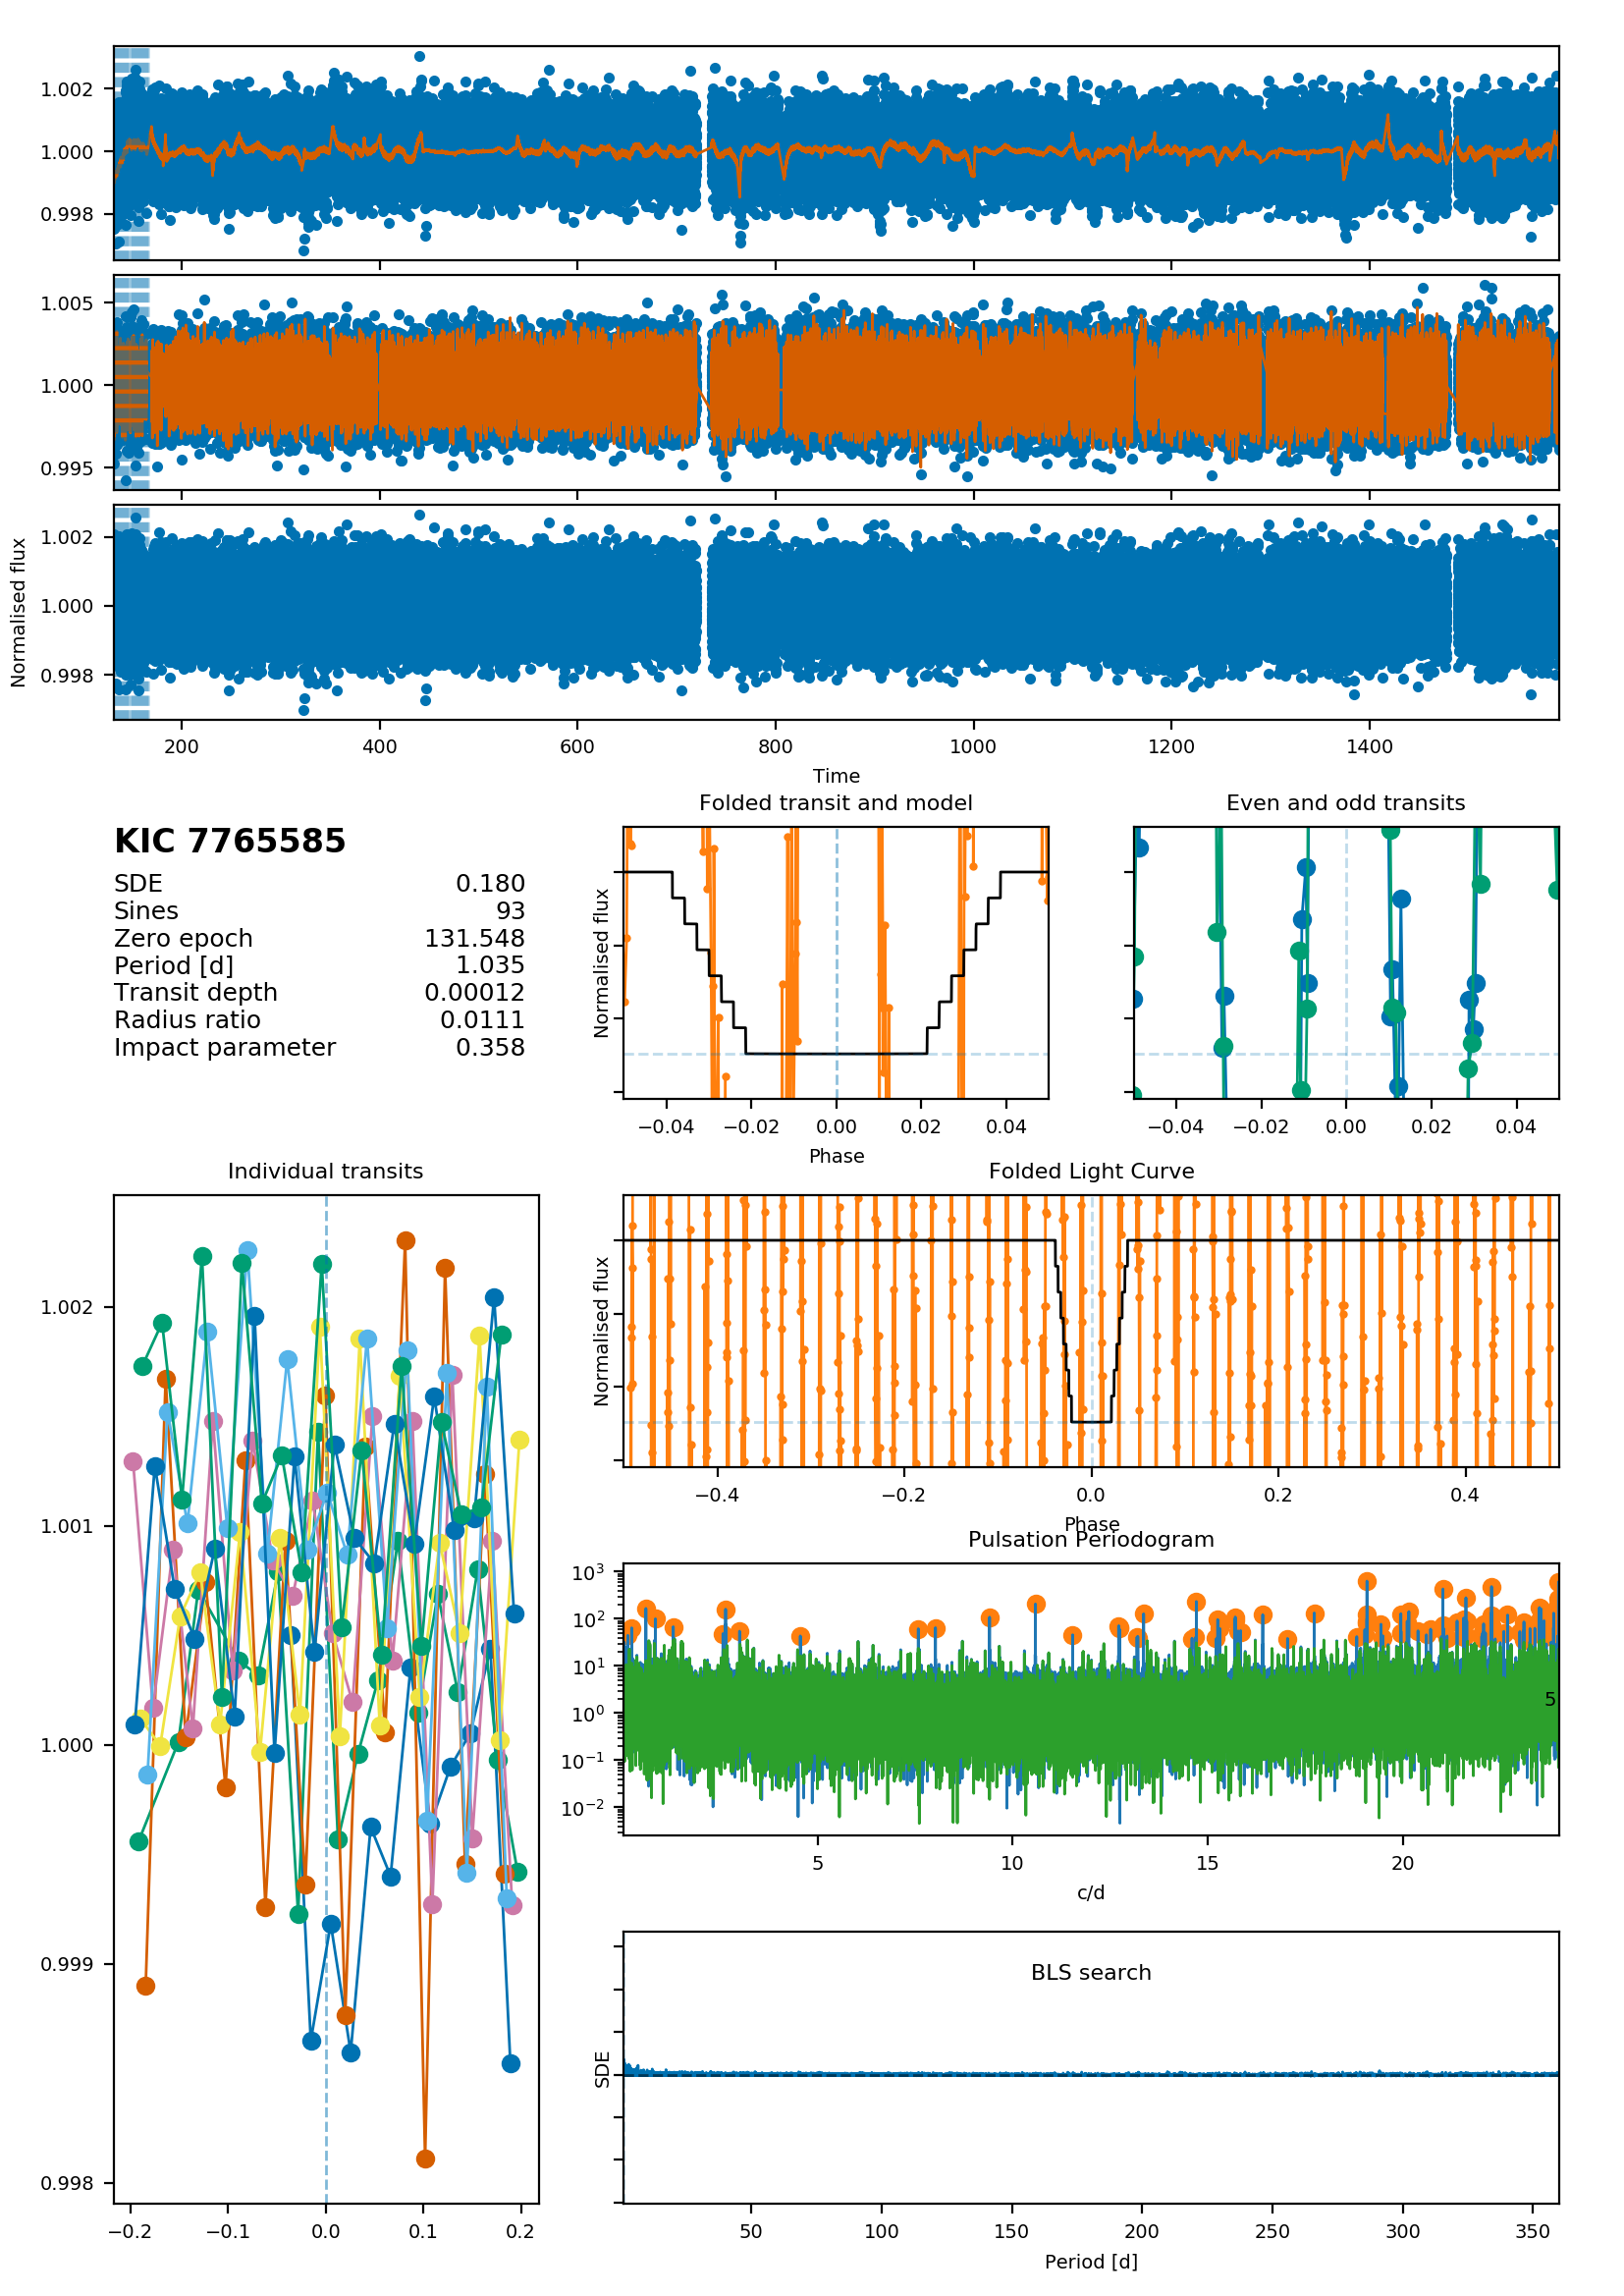 1.002
1.000
0.998
1.005
1.000
0.995
1.002
1.000
0.998
Normalised flux
200 400 600 800 1000 1200 1400
Time
KIC 7765585
SDE 0.180
Sines 93
Zero epoch 131.548
Period [d] 1.035
Transit depth 0.00012
Radius ratio 0.0111
Impact parameter 0.358
Folded transit and model
Normalised flux
−0.04 −0.02 0.00 0.02 0.04
Phase
Even and odd transits
−0.04 −0.02 0.00 0.02 0.04
Individual transits
1.002
1.001
1.000
0.999
0.998
−0.2 −0.1 0.0 0.1 0.2
Folded Light Curve
Normalised flux
−0.4 −0.2 0.0 0.2 0.4
Phase
Pulsation Periodogram
10³
10²
10¹
10⁰
10⁻¹
10⁻²
5
5 10 15 20
c/d
BLS search
SDE
50 100 150 200 250 300 350
Period [d]